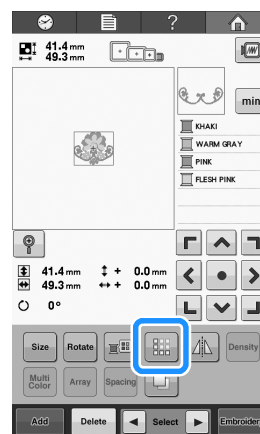 ?
41.4 mm
49.3 mm
min
KHAKI
WARM GRAY
PINK
FLESH PINK
41.4 mm + 0.0 mm
49.3 mm + 0.0 mm
0°
Size Rotate Density
Multi Color Array Spacing
Add Delete Select Embroider